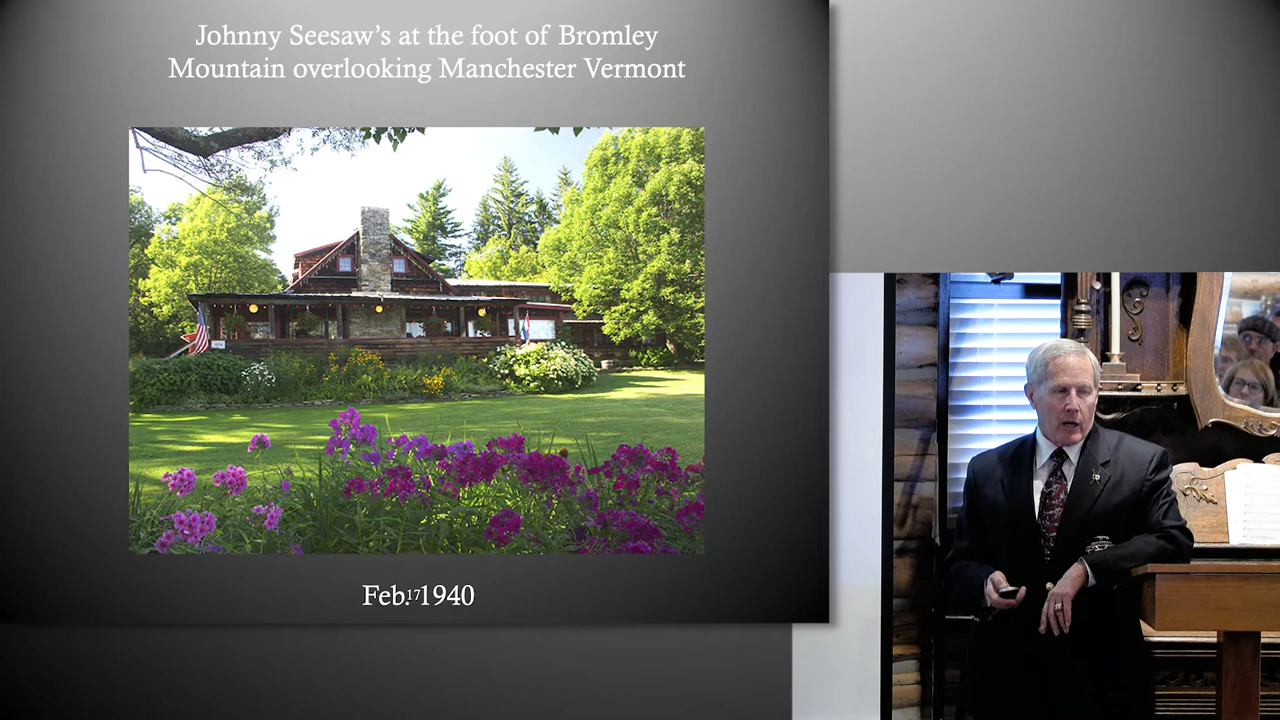 Johnny Seesaw’s at the foot of Bromley
Mountain overlooking Manchester Vermont
Feb.17 1940